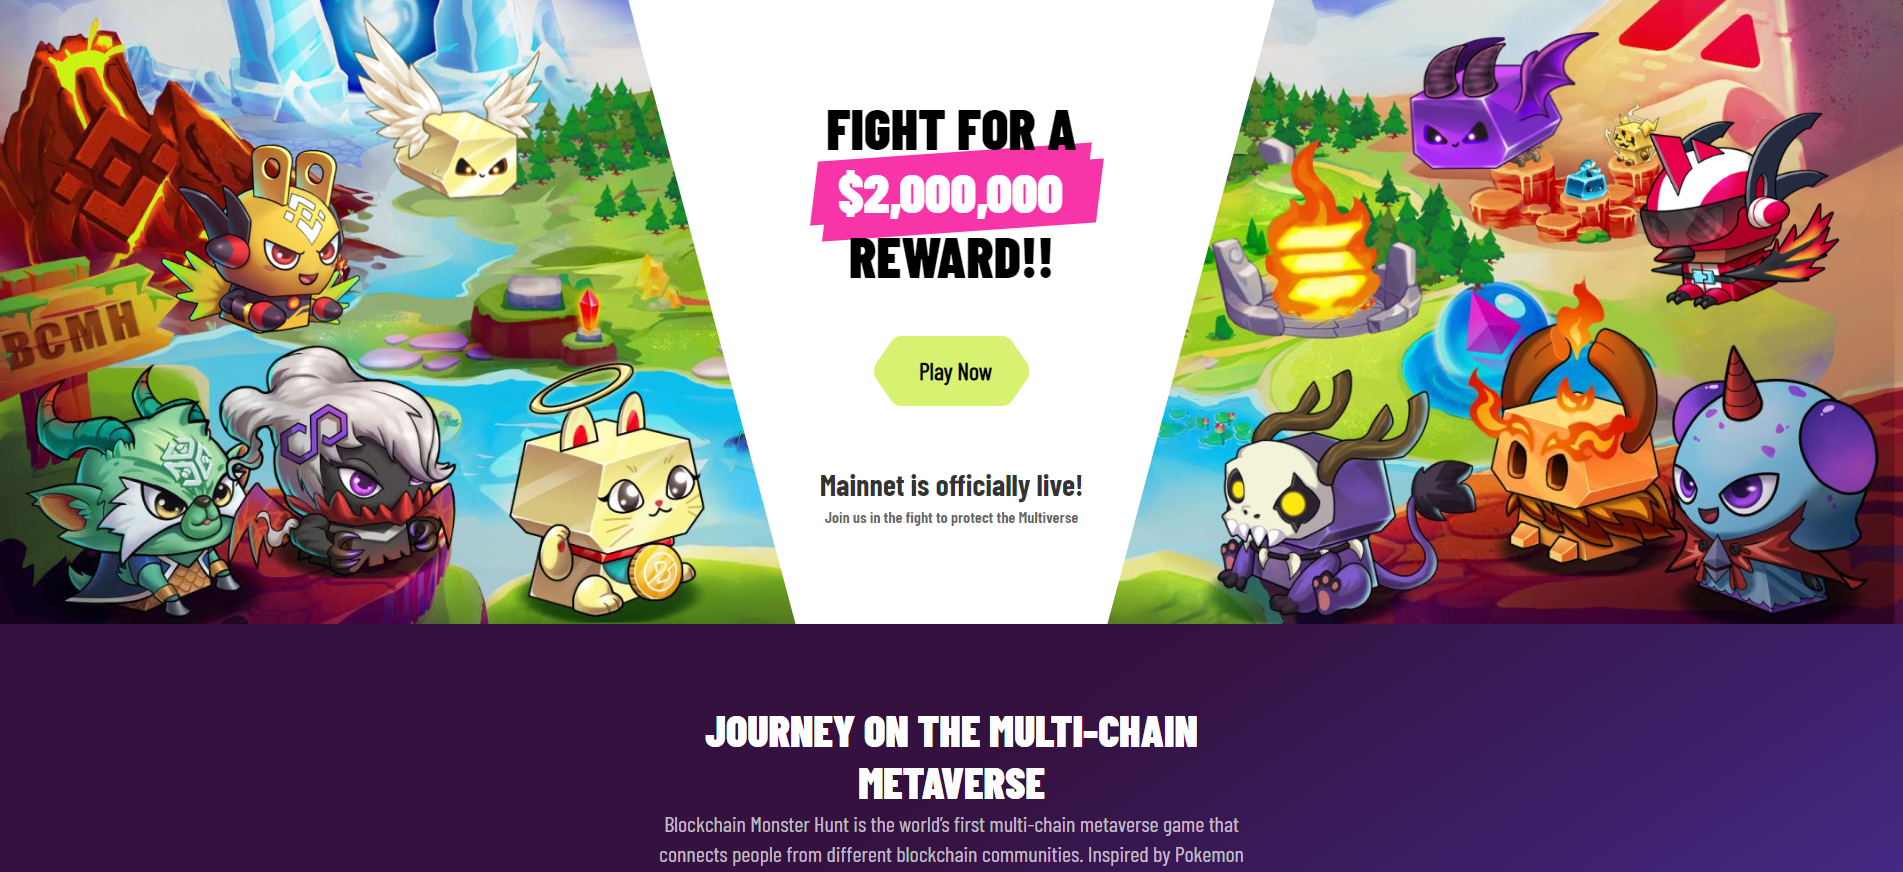 FIGHT FOR A
$2,000,000
REWARD!!
BCMH
Play Now
Mainnet is officially live!
Join us in the fight to protect the Multiverse
JOURNEY ON THE MULTI-CHAIN
METAVERSE
Blockchain Monster Hunt is the world's first multi-chain metaverse game that
connects people from different blockchain communities. Inspired by Pokemon